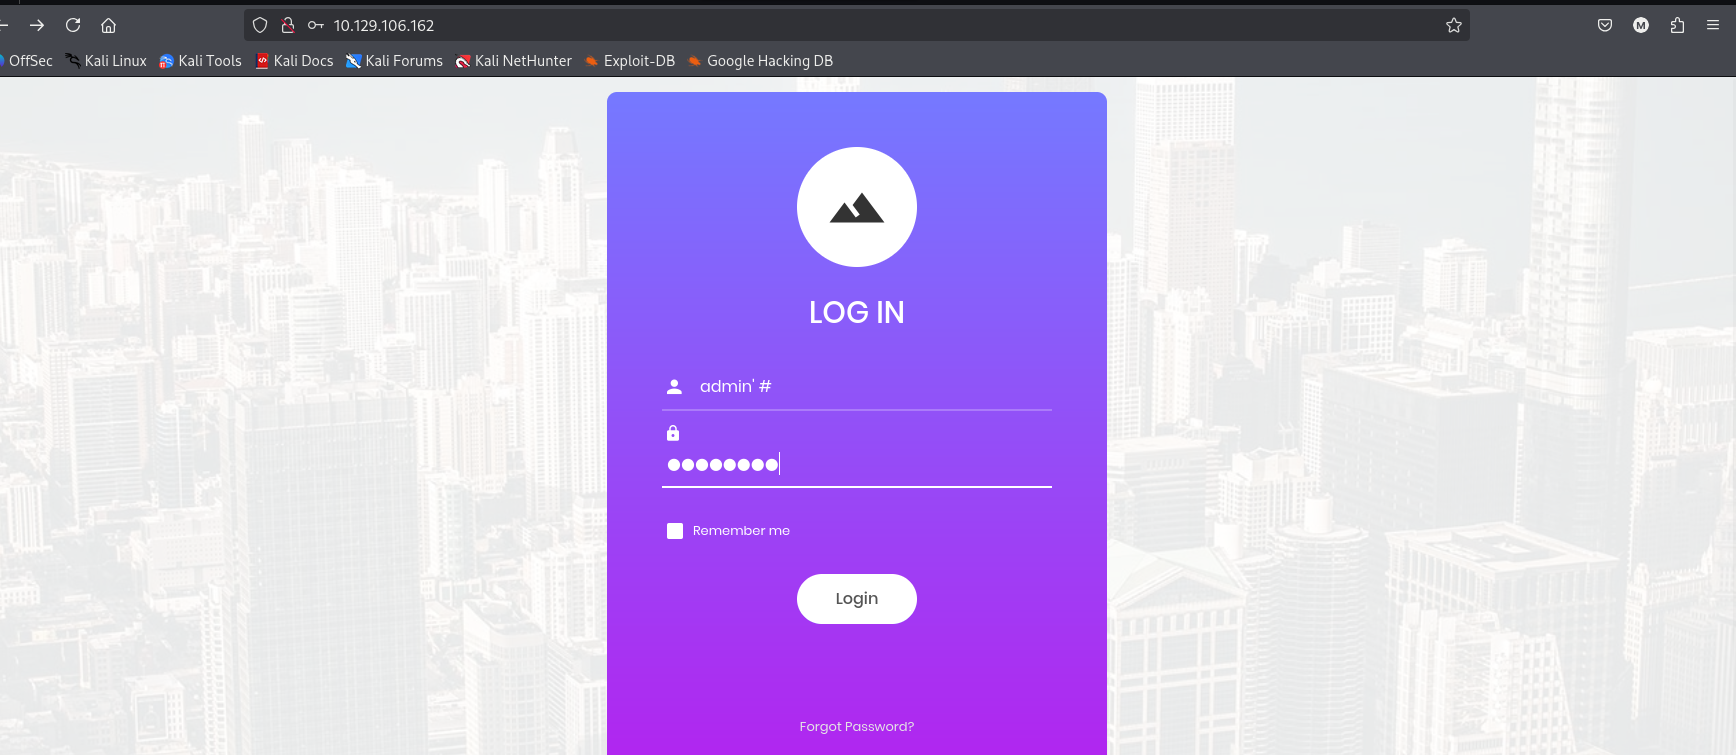 10.129.106.162
M
OffSec Kali Linux Kali Tools Kali Docs Kali Forums Kali NetHunter Exploit-DB Google Hacking DB
LOG IN
admin' #
Remember me
Login
Forgot Password?